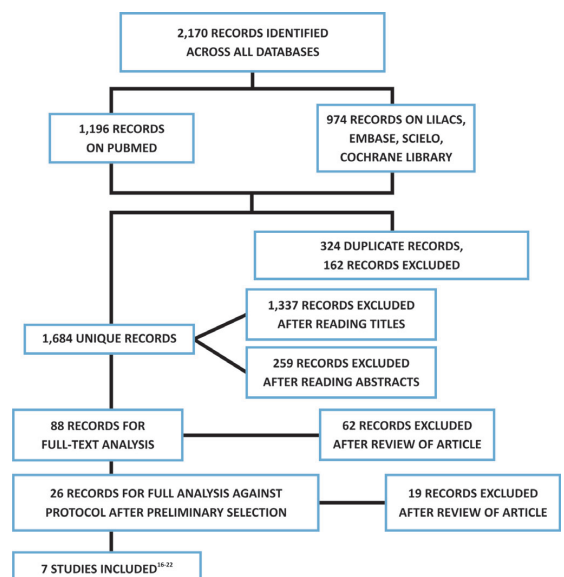 2,170 RECORDS IDENTIFIED
ACROSS ALL DATABASES
1,196 RECORDS
ON PUBMED
974 RECORDS ON LILACS,
EMBASE, SCIELO,
COCHRANE LIBRARY
324 DUPLICATE RECORDS,
162 RECORDS EXCLUDED
1,337 RECORDS EXCLUDED
AFTER READING TITLES
1,684 UNIQUE RECORDS
259 RECORDS EXCLUDED
AFTER READING ABSTRACTS
88 RECORDS FOR
FULL-TEXT ANALYSIS
62 RECORDS EXCLUDED
AFTER REVIEW OF ARTICLE
26 RECORDS FOR FULL ANALYSIS AGAINST
PROTOCOL AFTER PRELIMINARY SELECTION
19 RECORDS EXCLUDED
AFTER REVIEW OF ARTICLE
7 STUDIES INCLUDED16-22